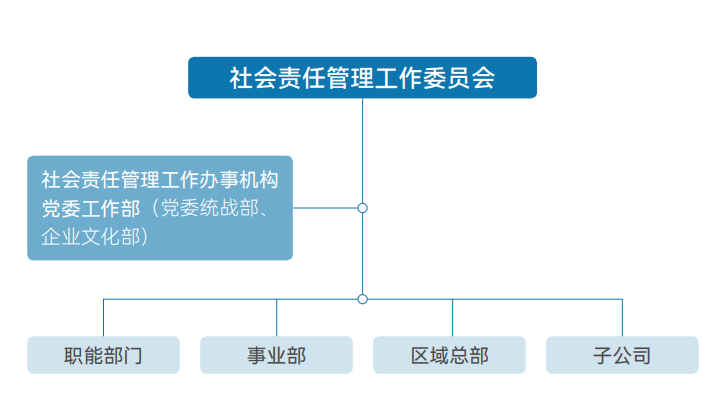 社会责任管理工作委员会
社会责任管理工作办事机构
党委工作部（党委统战部、
企业文化部）
职能部门
事业部
区域总部
子公司